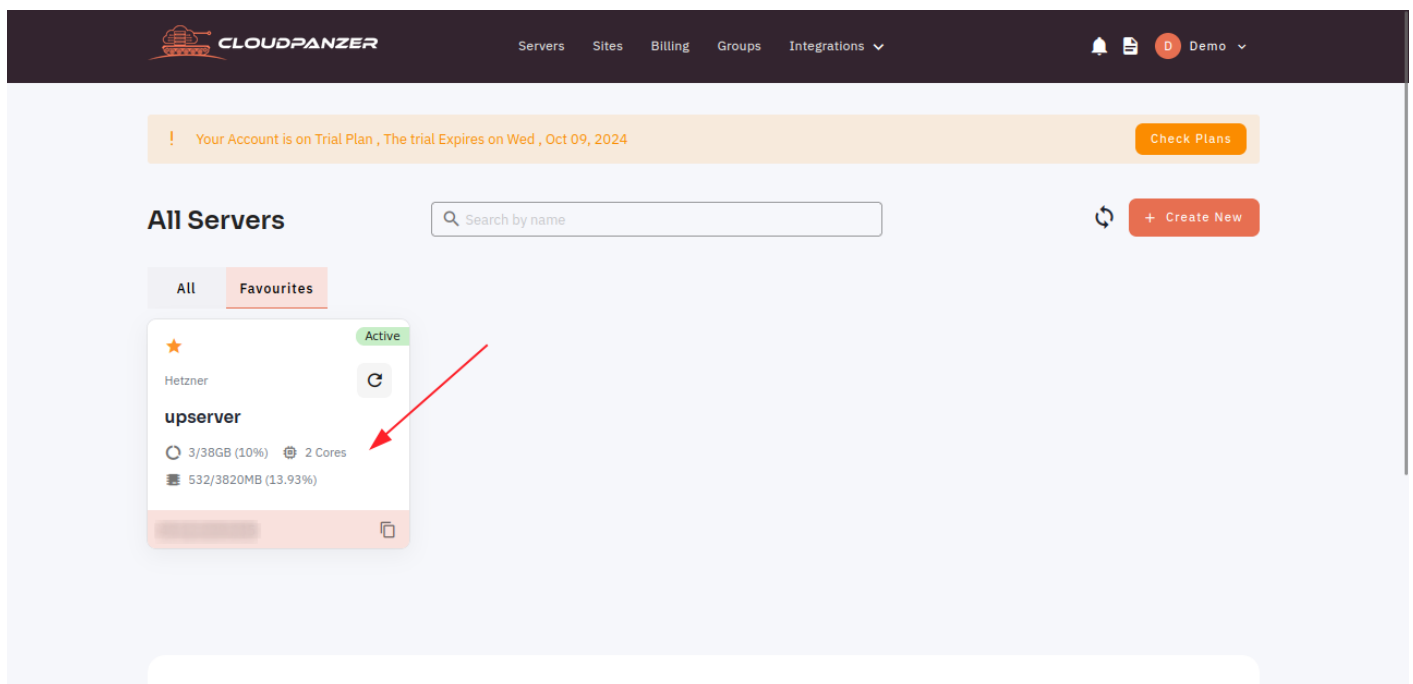 CLOUDPANZER Servers Sites Billing Groups Integrations D Demo
! Your Account is on Trial Plan , The trial Expires on Wed , Oct 09, 2024 Check Plans
All Servers Search by name + Create New
All Favourites
Active
Hetzner
upserver
3/38GB (10%) 2 Cores
532/3820MB (13.93%)